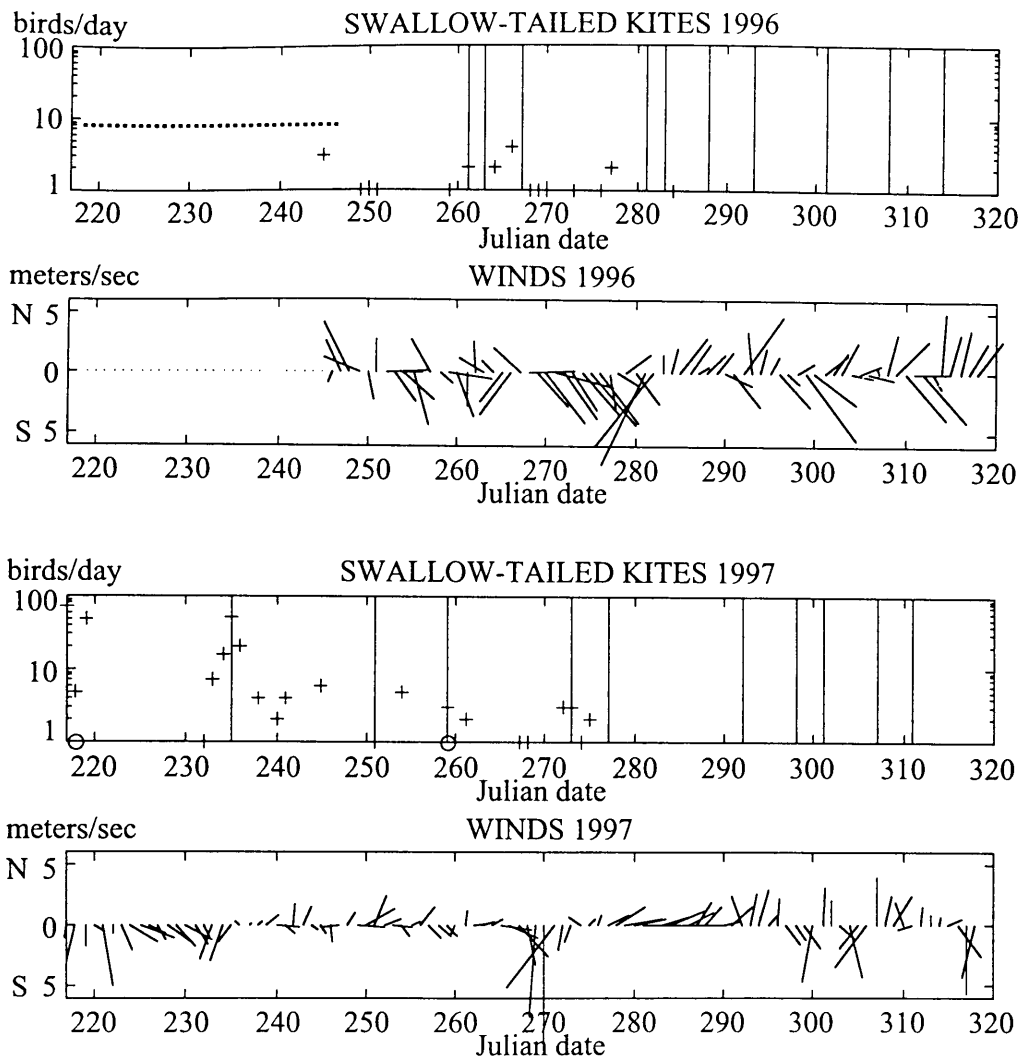 birds/day SWALLOW-TAILED KITES 1996
100
10
1
220 230 240 250 260 270 280 290 300 310 320
Julian date
meters/sec WINDS 1996
N 5
0
S 5
220 230 240 250 260 270 280 290 300 310 320
Julian date
birds/day SWALLOW-TAILED KITES 1997
100
10
1
220 230 240 250 260 270 280 290 300 310 320
Julian date
meters/sec WINDS 1997
N 5
0
S 5
220 230 240 250 260 270 280 290 300 310 320
Julian date